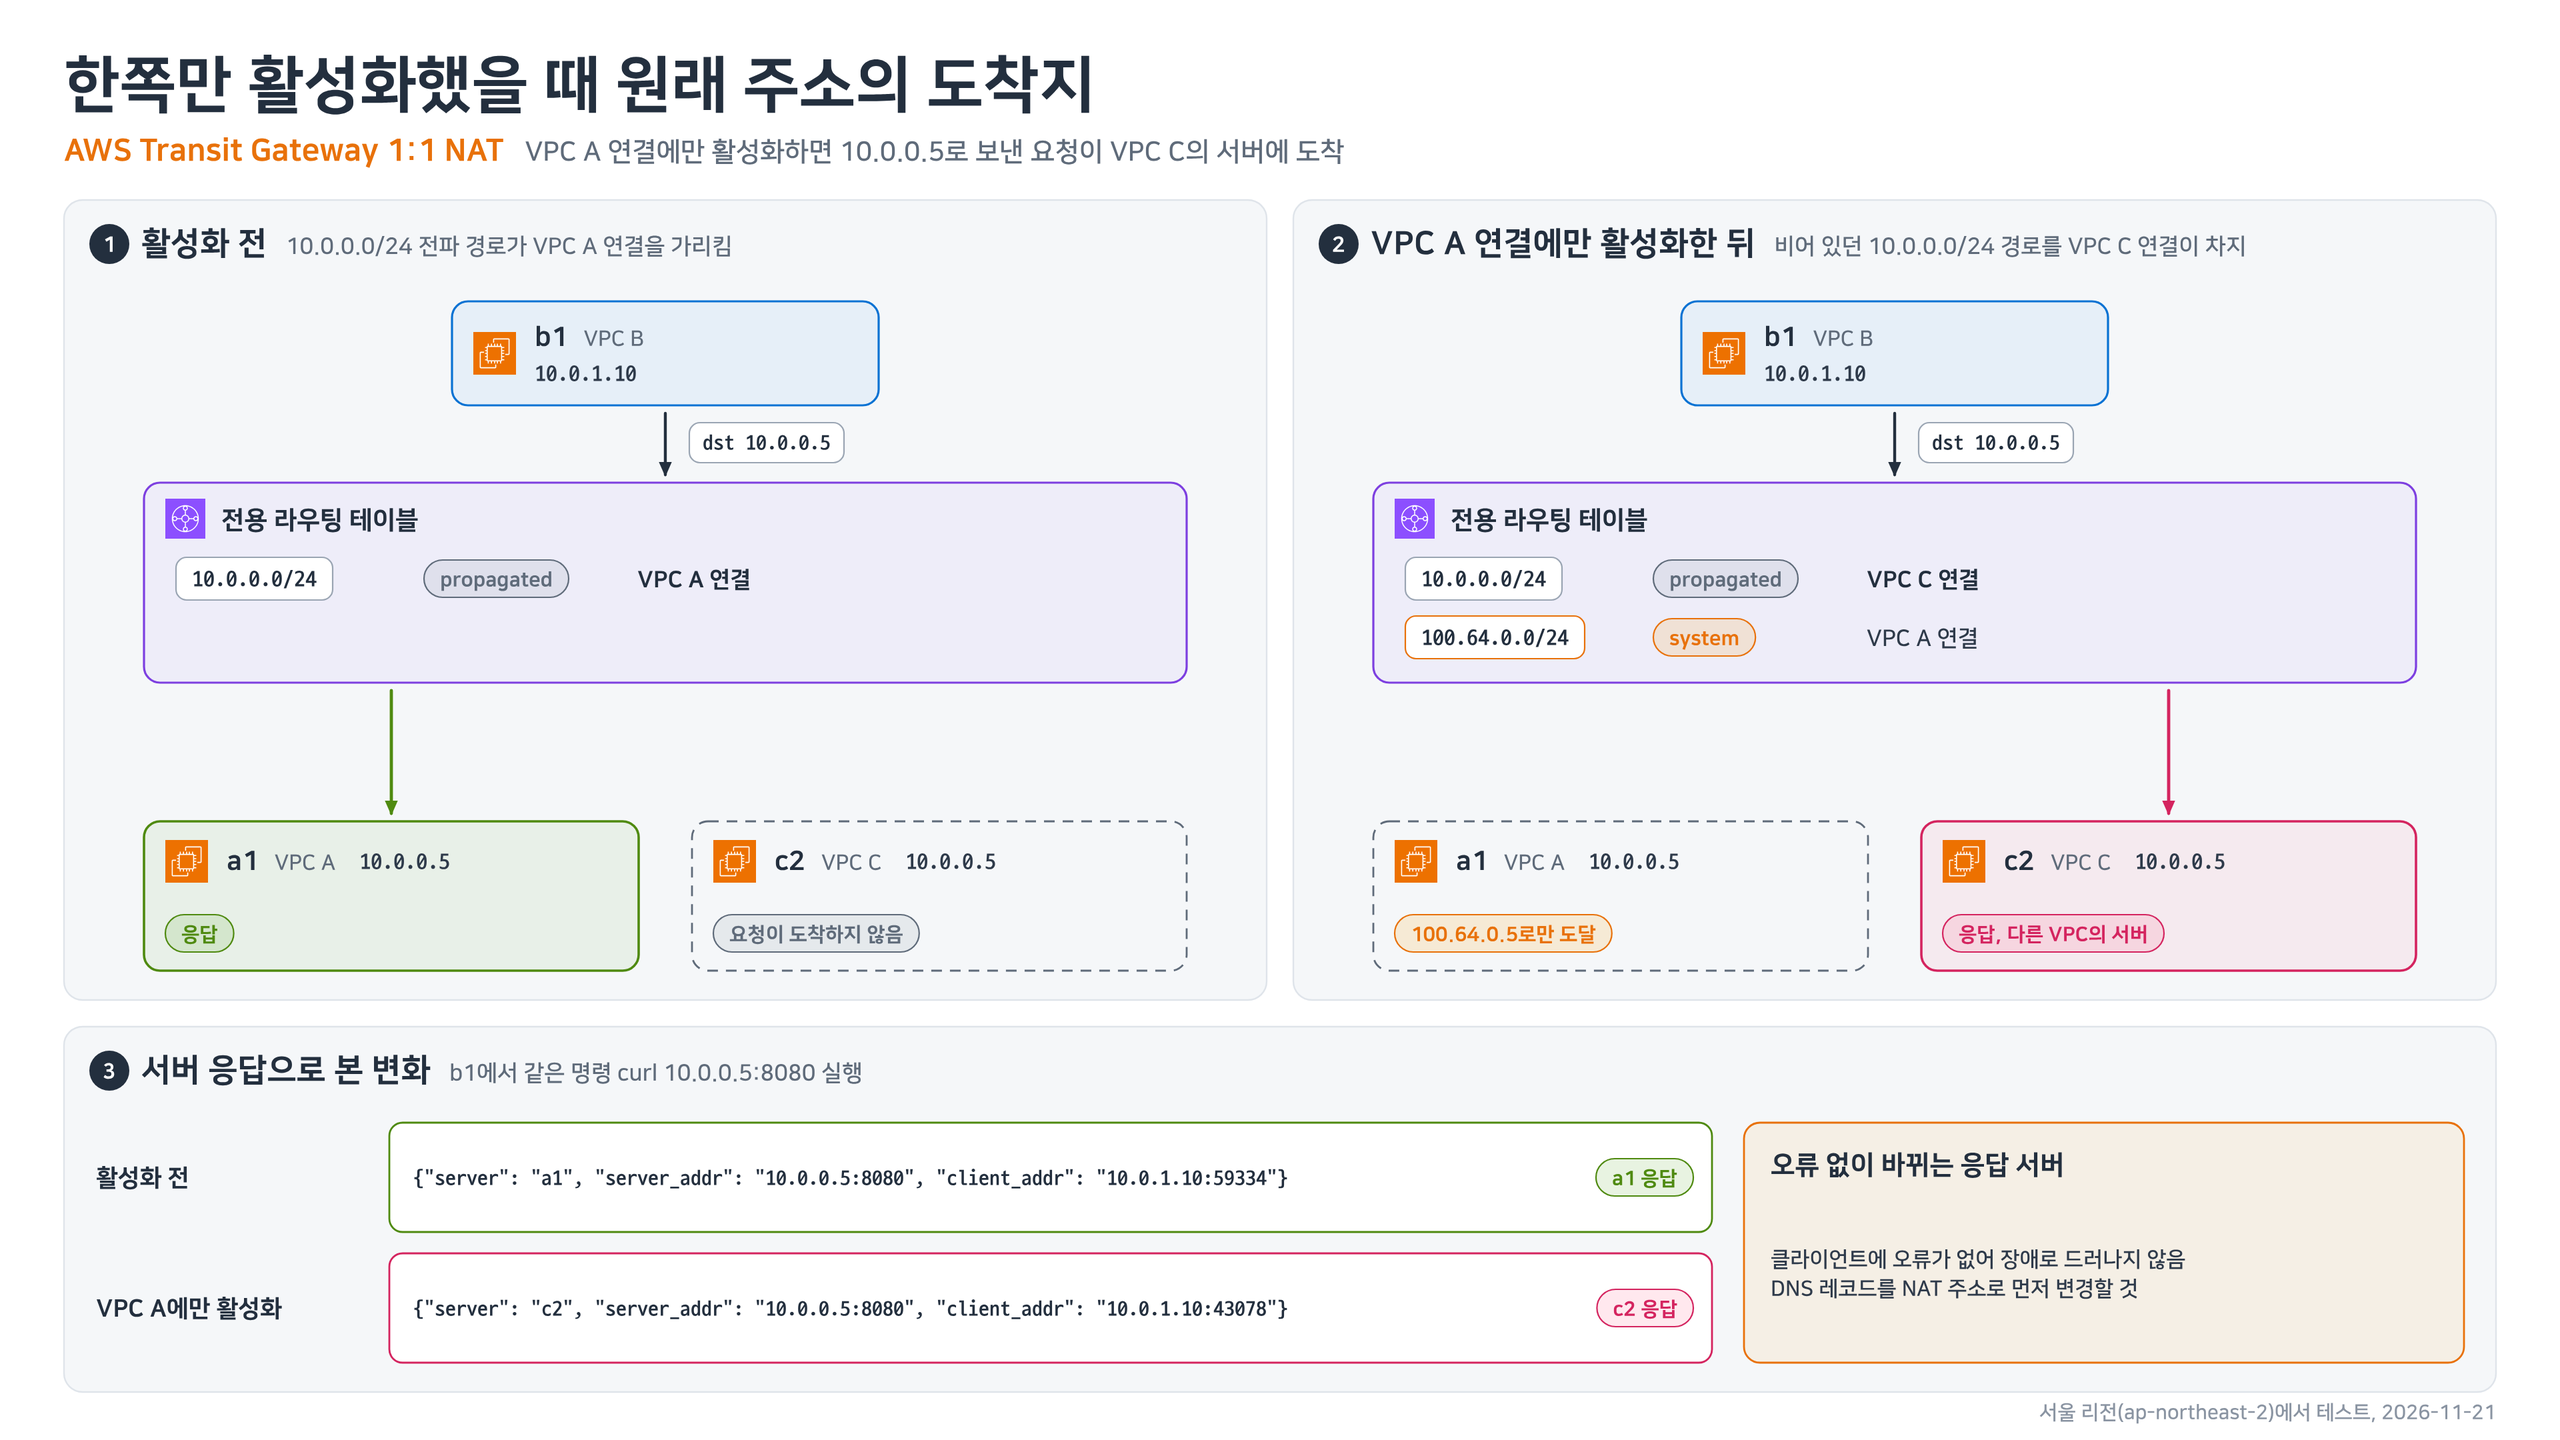 한쪽만 활성화했을 때 원래 주소의 도착지
AWS Transit Gateway 1:1 NAT VPC A 연결에만 활성화하면 10.0.0.5로 보낸 요청이 VPC C의 서버에 도착
1 활성화 전 10.0.0.0/24 전파 경로가 VPC A 연결을 가리킴
b1 VPC B
10.0.1.10
dst 10.0.0.5
전용 라우팅 테이블
10.0.0.0/24 propagated VPC A 연결
a1 VPC A 10.0.0.5
응답
c2 VPC C 10.0.0.5
요청이 도착하지 않음
2 VPC A 연결에만 활성화한 뒤 비어 있던 10.0.0.0/24 경로를 VPC C 연결이 차지
b1 VPC B
10.0.1.10
dst 10.0.0.5
전용 라우팅 테이블
10.0.0.0/24 propagated VPC C 연결
100.64.0.0/24 system VPC A 연결
a1 VPC A 10.0.0.5
100.64.0.5로만 도달
c2 VPC C 10.0.0.5
응답, 다른 VPC의 서버
3 서버 응답으로 본 변화 b1에서 같은 명령 curl 10.0.0.5:8080 실행
활성화 전 {"server": "a1", "server_addr": "10.0.0.5:8080", "client_addr": "10.0.1.10:59334"} a1 응답
VPC A에만 활성화 {"server": "c2", "server_addr": "10.0.0.5:8080", "client_addr": "10.0.1.10:43078"} c2 응답
오류 없이 바뀌는 응답 서버
클라이언트에 오류가 없어 장애로 드러나지 않음
DNS 레코드를 NAT 주소로 먼저 변경할 것
서울 리전(ap-northeast-2)에서 테스트, 2026-11-21